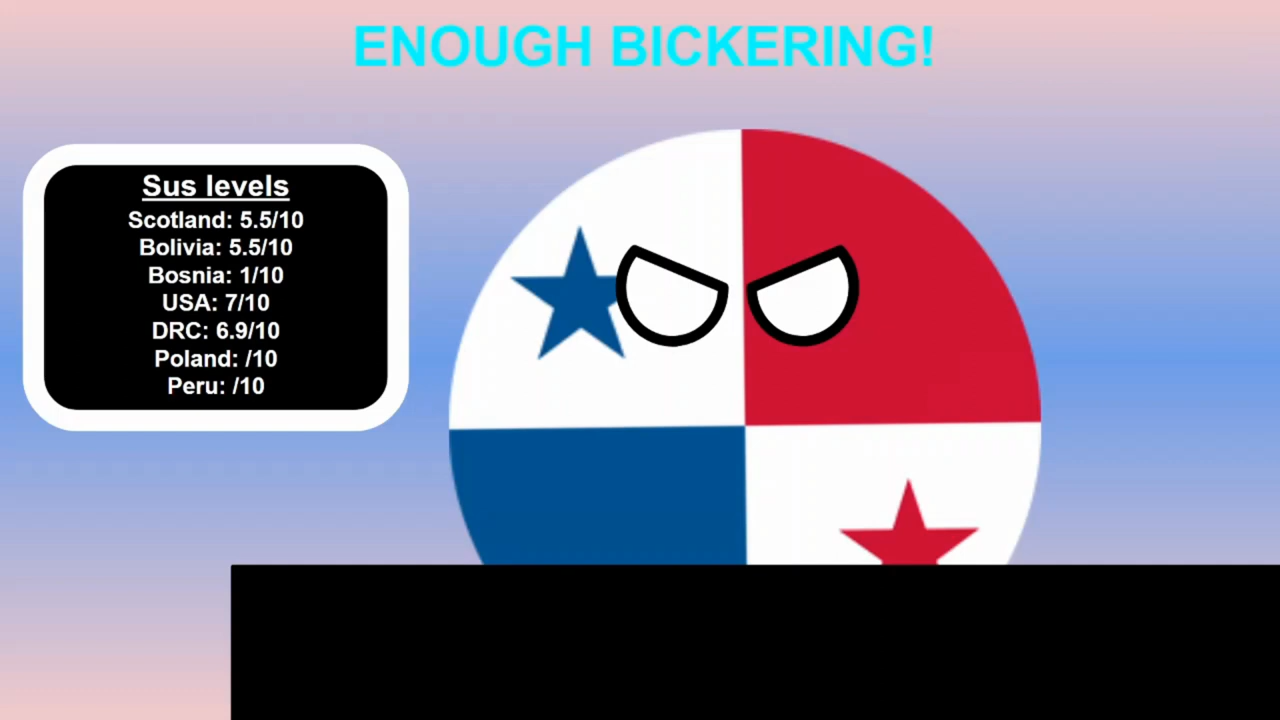 ENOUGH BICKERING!
Sus levels
Scotland: 5.5/10
Bolivia: 5.5/10
Bosnia: 1/10
USA: 7/10
DRC: 6.9/10
Poland: /10
Peru: /10